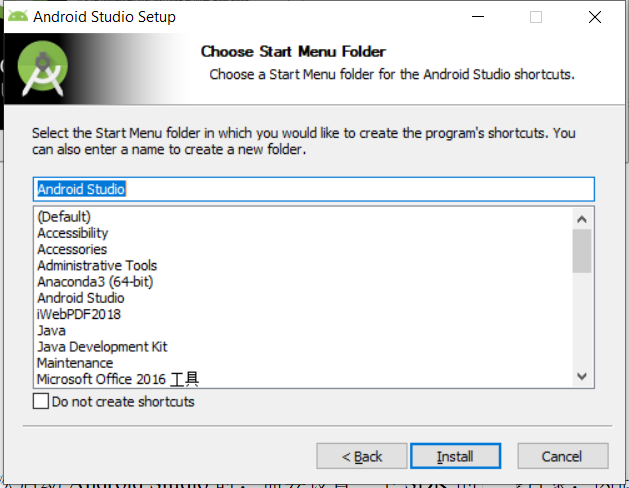 Android Studio Setup
Choose Start Menu Folder
Choose a Start Menu folder for the Android Studio shortcuts.
Select the Start Menu folder in which you would like to create the program's shortcuts. You
can also enter a name to create a new folder.
Android Studio
(Default)
Accessibility
Accessories
Administrative Tools
Anaconda3 (64-bit)
Android Studio
iWebPDF2018
Java
Java Development Kit
Maintenance
Microsoft Office 2016 工具
Do not create shortcuts
< Back
Install
Cancel